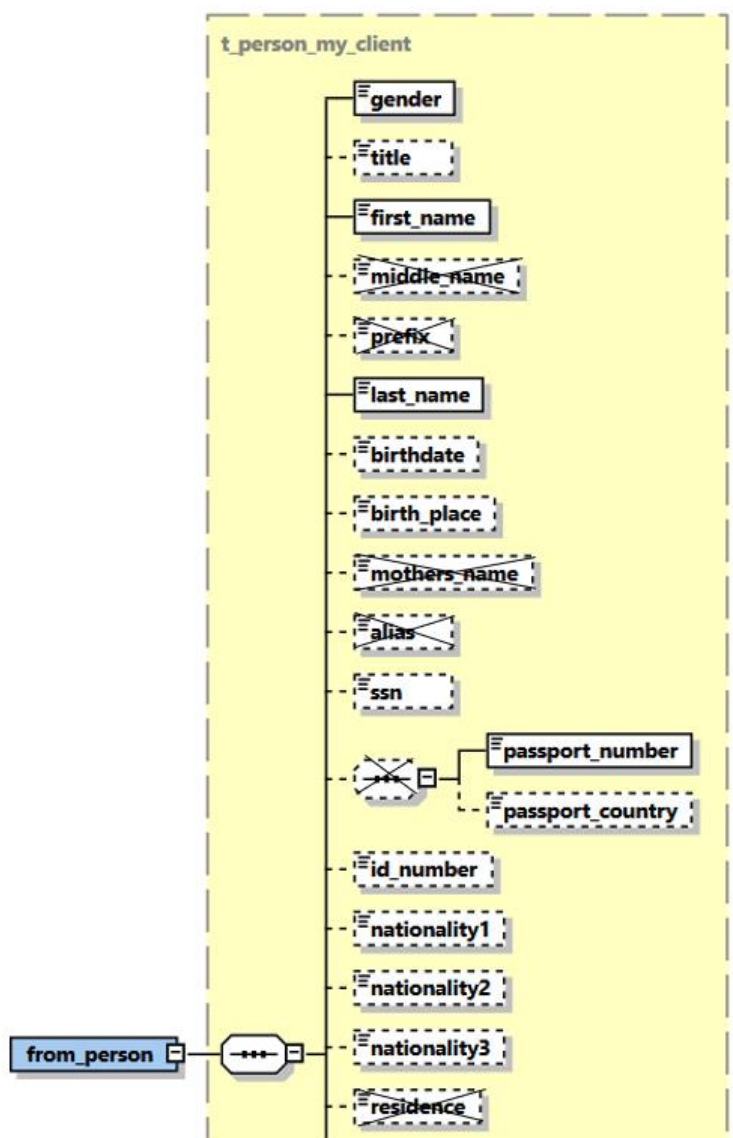 t_person_my_client
gender
title
first_name
middle_name
prefix
last_name
birthdate
birth_place
mothers_name
alias
ssn
passport_number
passport_country
id_number
nationality1
nationality2
nationality3
from_person
residence